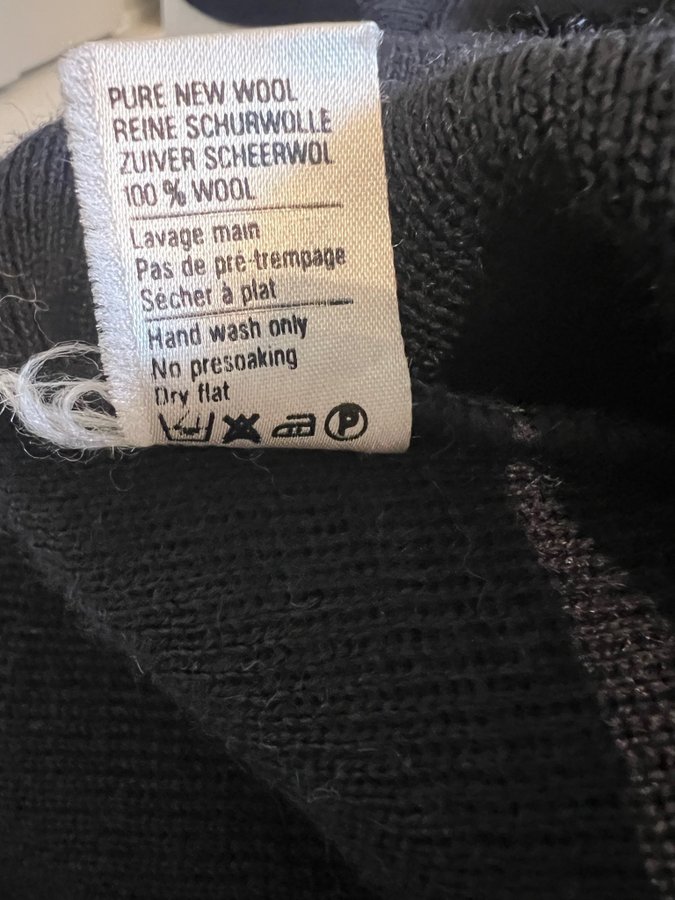 PURE NEW WOOL
REINE SCHURWOLLE
ZUIVER SCHEERWOL
100 % WOOL
Lavage main
Pas de pré-trempage
Sécher à plat
Hand wash only
No presoaking
Dry flat
P